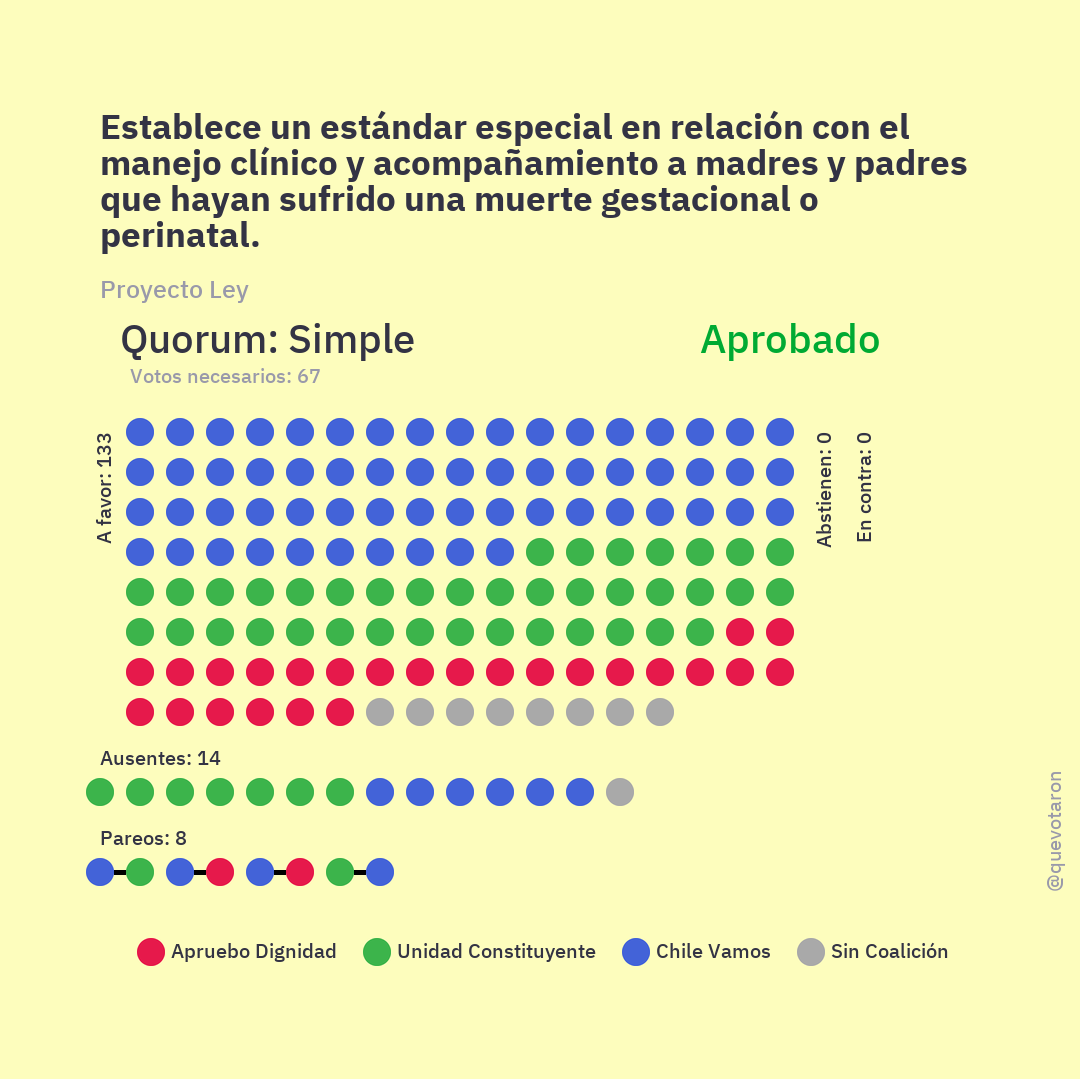 Establece un estándar especial en relación con el
manejo clínico y acompañamiento a madres y padres
que hayan sufrido una muerte gestacional o
perinatal.
Proyecto Ley
Quorum: Simple
Aprobado
Votos necesarios: 67
A favor: 133
Abstienen: 0
En contra: 0
Ausentes: 14
Pareos: 8
@quevotaron
Apruebo Dignidad
Unidad Constituyente
Chile Vamos
Sin Coalición